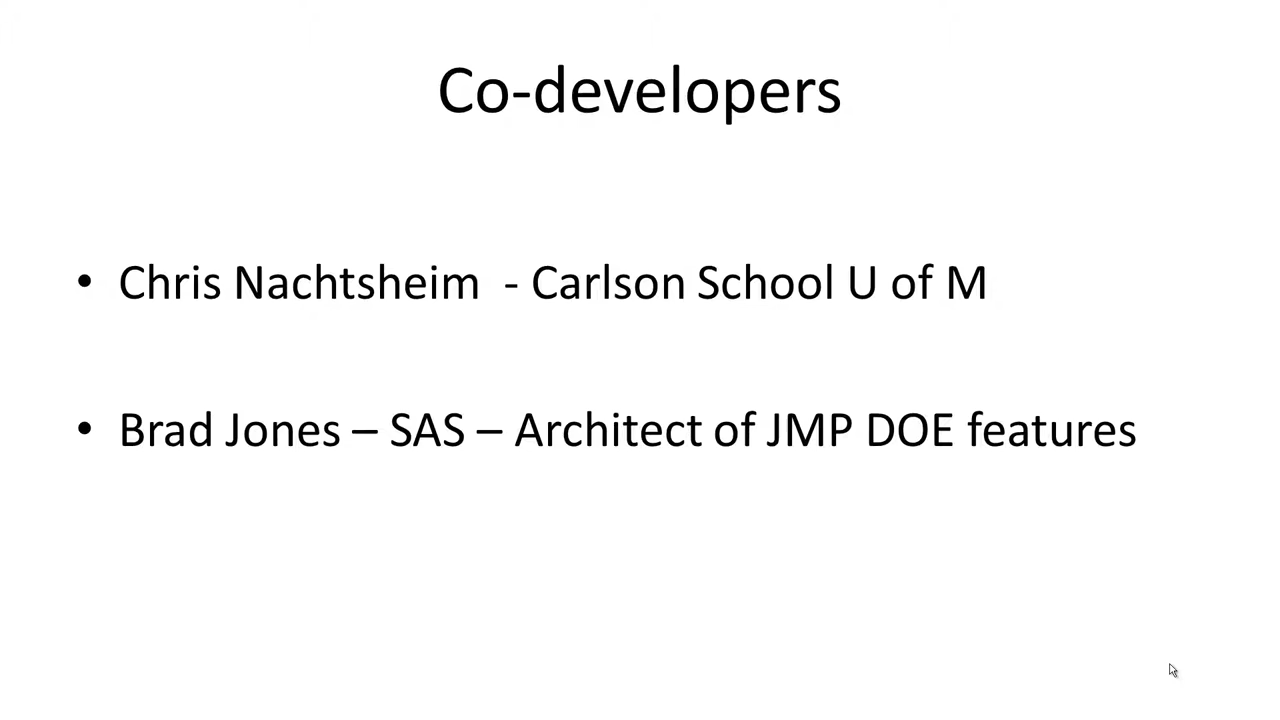 Co-developers
• Chris Nachtsheim  - Carlson School U of M
• Brad Jones – SAS – Architect of JMP DOE features